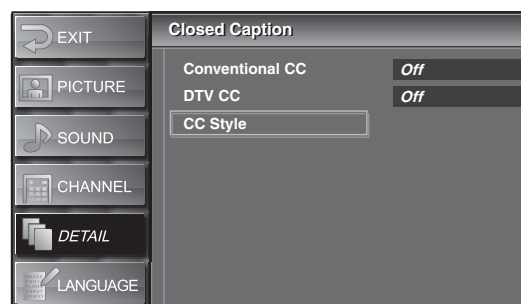 EXIT
PICTURE
SOUND
CHANNEL
DETAIL
LANGUAGE
Closed Caption
Conventional CC Off
DTV CC Off
CC Style